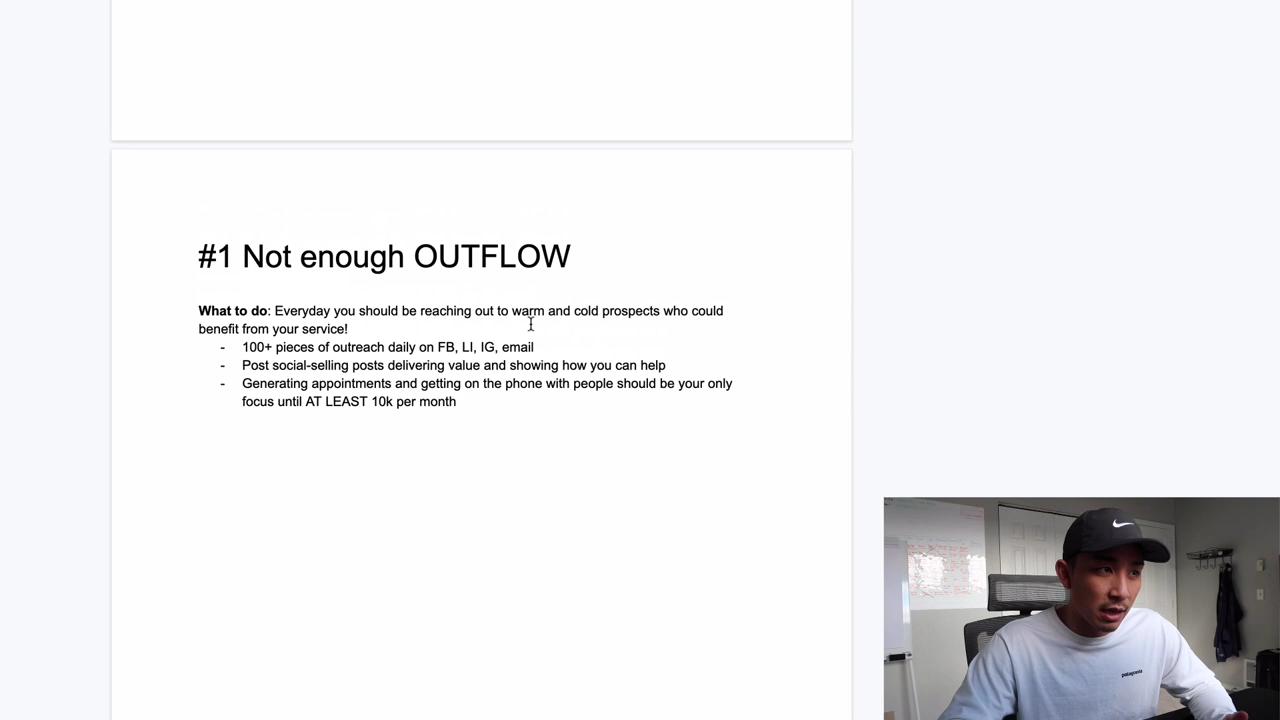 #1 Not enough OUTFLOW
What to do: Everyday you should be reaching out to warm and cold prospects who could
benefit from your service!
- 100+ pieces of outreach daily on FB, LI, IG, email
- Post social-selling posts delivering value and showing how you can help
- Generating appointments and getting on the phone with people should be your only
focus until AT LEAST 10k per month
patagonia